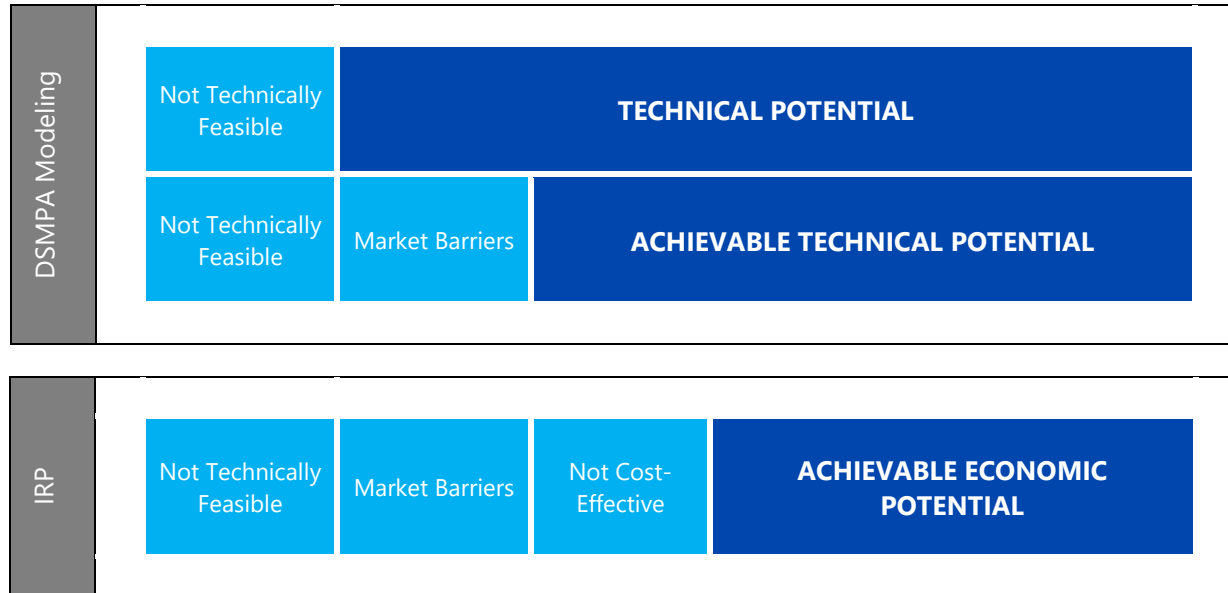 DSMPA Modeling
Not Technically
Feasible
TECHNICAL POTENTIAL
Not Technically
Feasible
Market Barriers
ACHIEVABLE TECHNICAL POTENTIAL
IRP
Not Technically
Feasible
Market Barriers
Not Cost-
Effective
ACHIEVABLE ECONOMIC
POTENTIAL